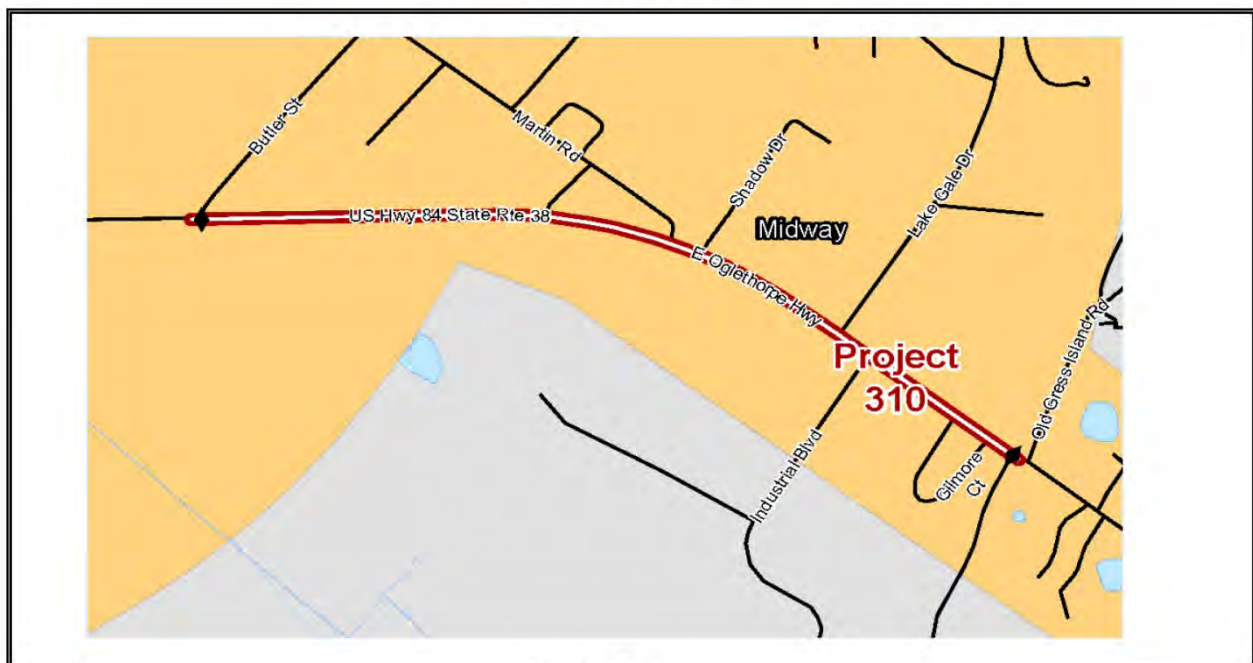 Butler St
Martin Rd
Shadow Dr
Lake Gale Dr
US Hwy 84 State Rte 38
Midway
E Oglethorpe Hwy
Old Gress Island Rd
Project
310
Industrial Blvd
Gilmore
Ct